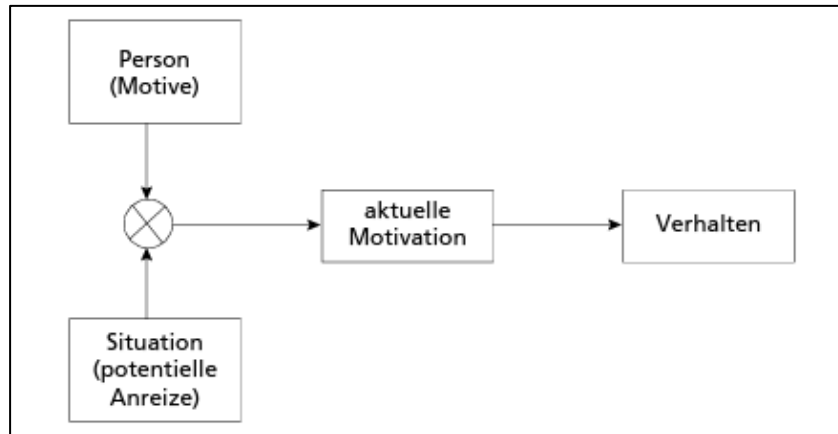 Person
(Motive)
aktuelle
Motivation
Verhalten
Situation
(potentielle
Anreize)